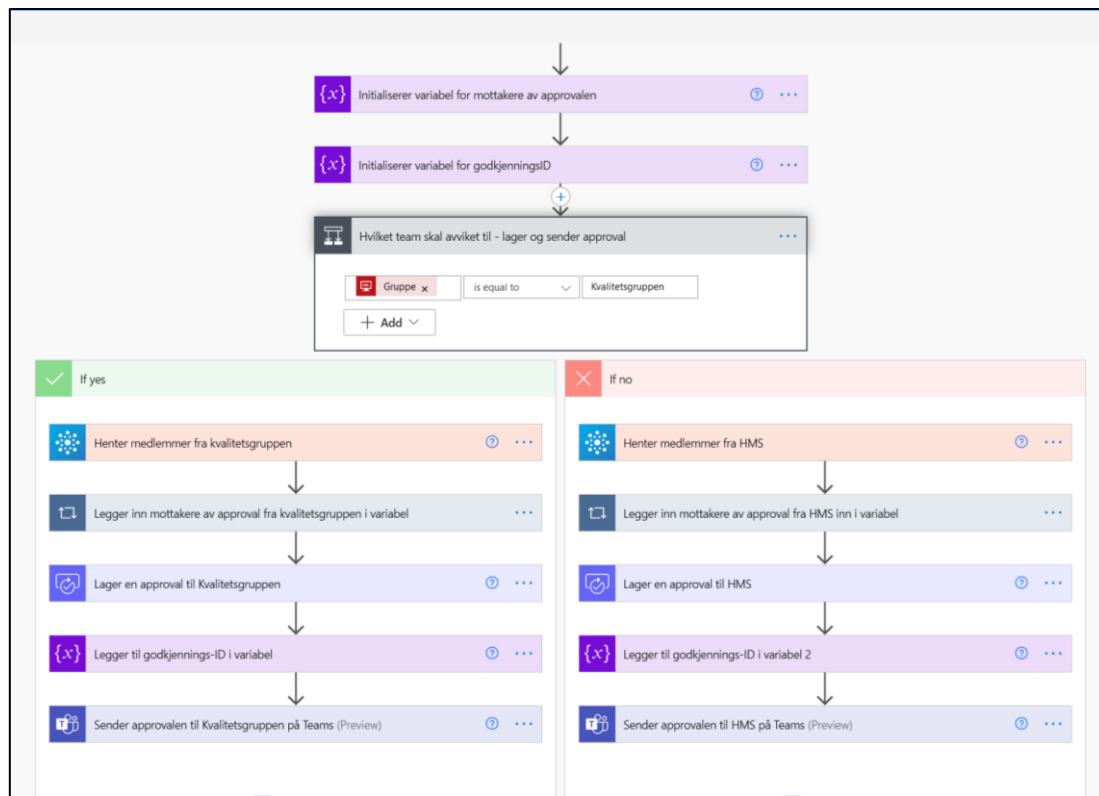 {x} Initialiserer variabel for mottakere av approvalen
{x} Initialiserer variabel for godkjenningsID
Hvilket team skal avviket til - lager og sender approval
Gruppe x is equal to Kvalitetsgruppen
+ Add
If yes
Henter medlemmer fra kvalitetsgruppen
Legger inn mottakere av approval fra kvalitetsgruppen i variabel
Lager en approval til Kvalitetsgruppen
{x} Legger til godkjennings-ID i variabel
Sender approvalen til Kvalitetsgruppen på Teams (Preview)
If no
Henter medlemmer fra HMS
Legger inn mottakere av approval fra HMS inn i variabel
Lager en approval til HMS
{x} Legger til godkjennings-ID i variabel 2
Sender approvalen til HMS på Teams (Preview)